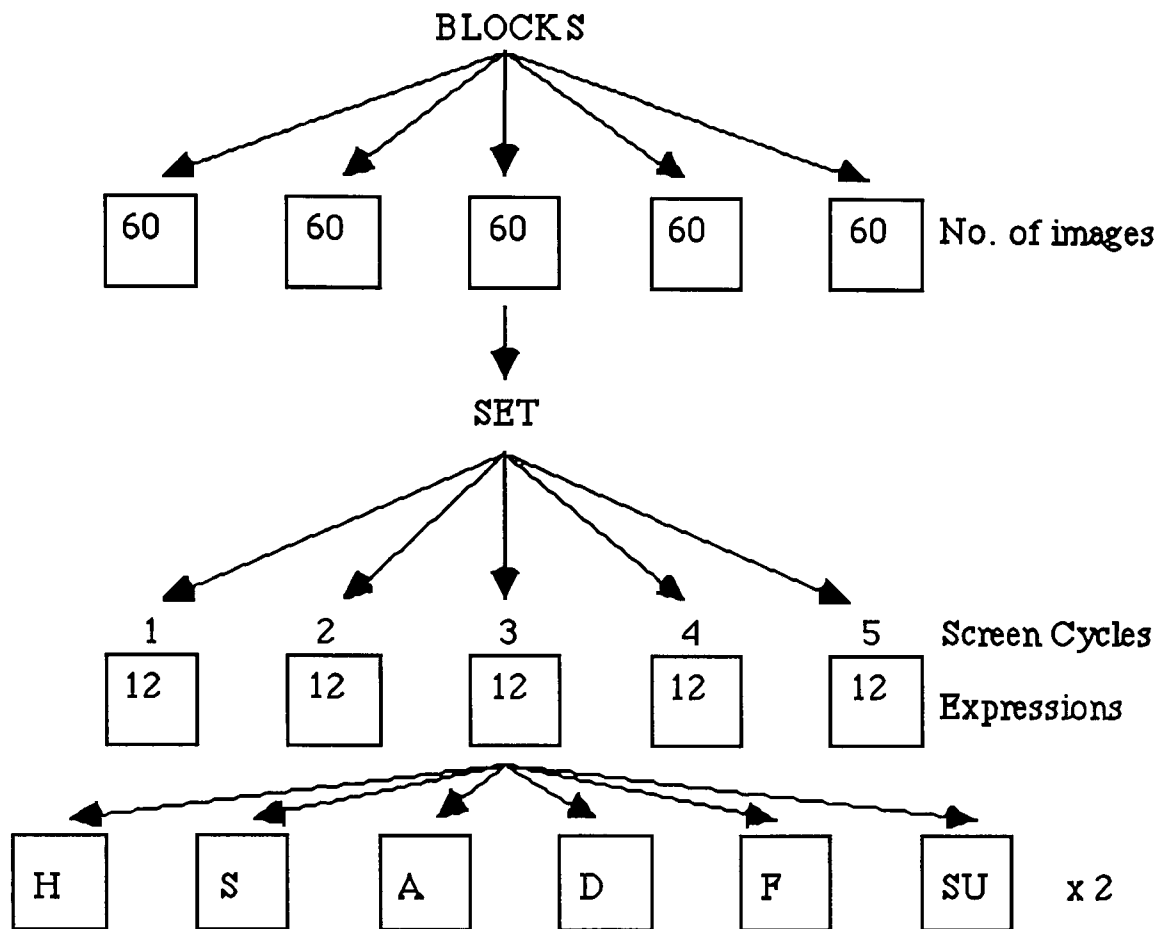 BLOCKS
60 60 60 60 60 No. of images
SET
1 2 3 4 5 Screen Cycles
12 12 12 12 12 Expressions
H S A D F SU x 2